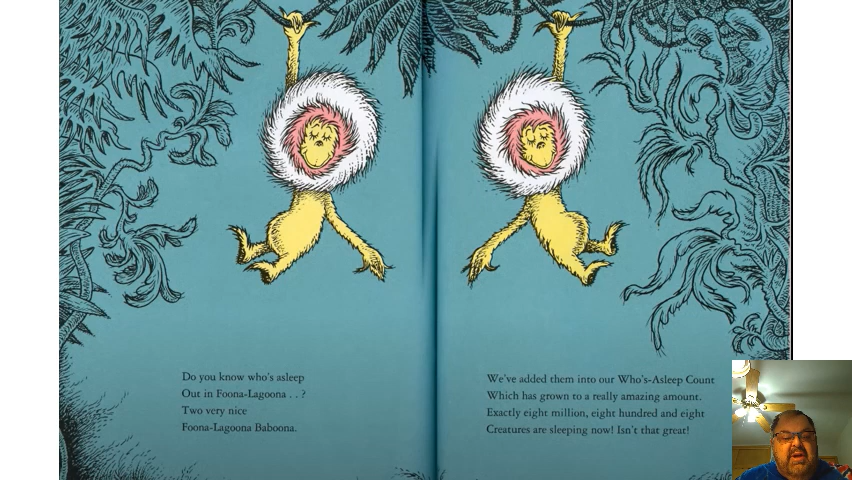 Do you know who's asleep
Out in Foona-Lagoona . . ?
Two very nice
Foona-Lagoona Baboona.
We've added them into our Who's-Asleep Count
Which has grown to a really amazing amount.
Exactly eight million, eight hundred and eight
Creatures are sleeping now! Isn't that great!